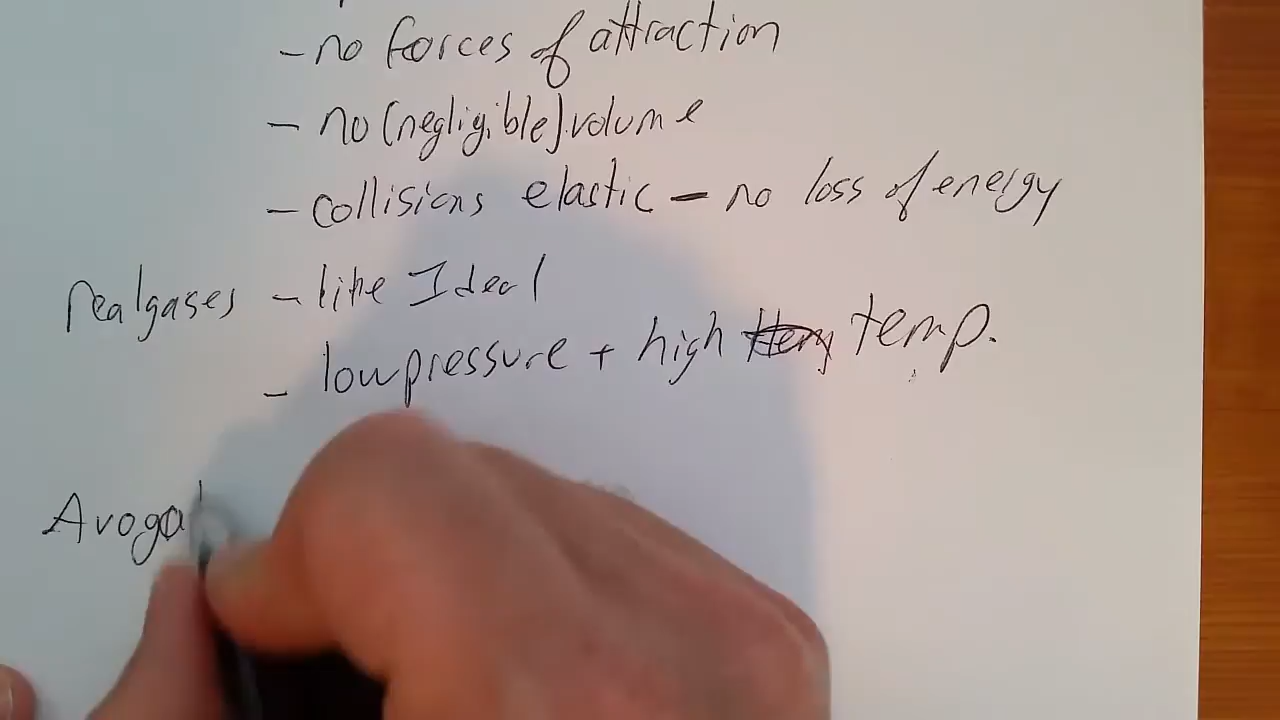 - no forces of attraction
- no (negligible) volume
- collisions elastic - no loss of energy
real gases - like Ideal
- low pressure + high temp.
Avogad